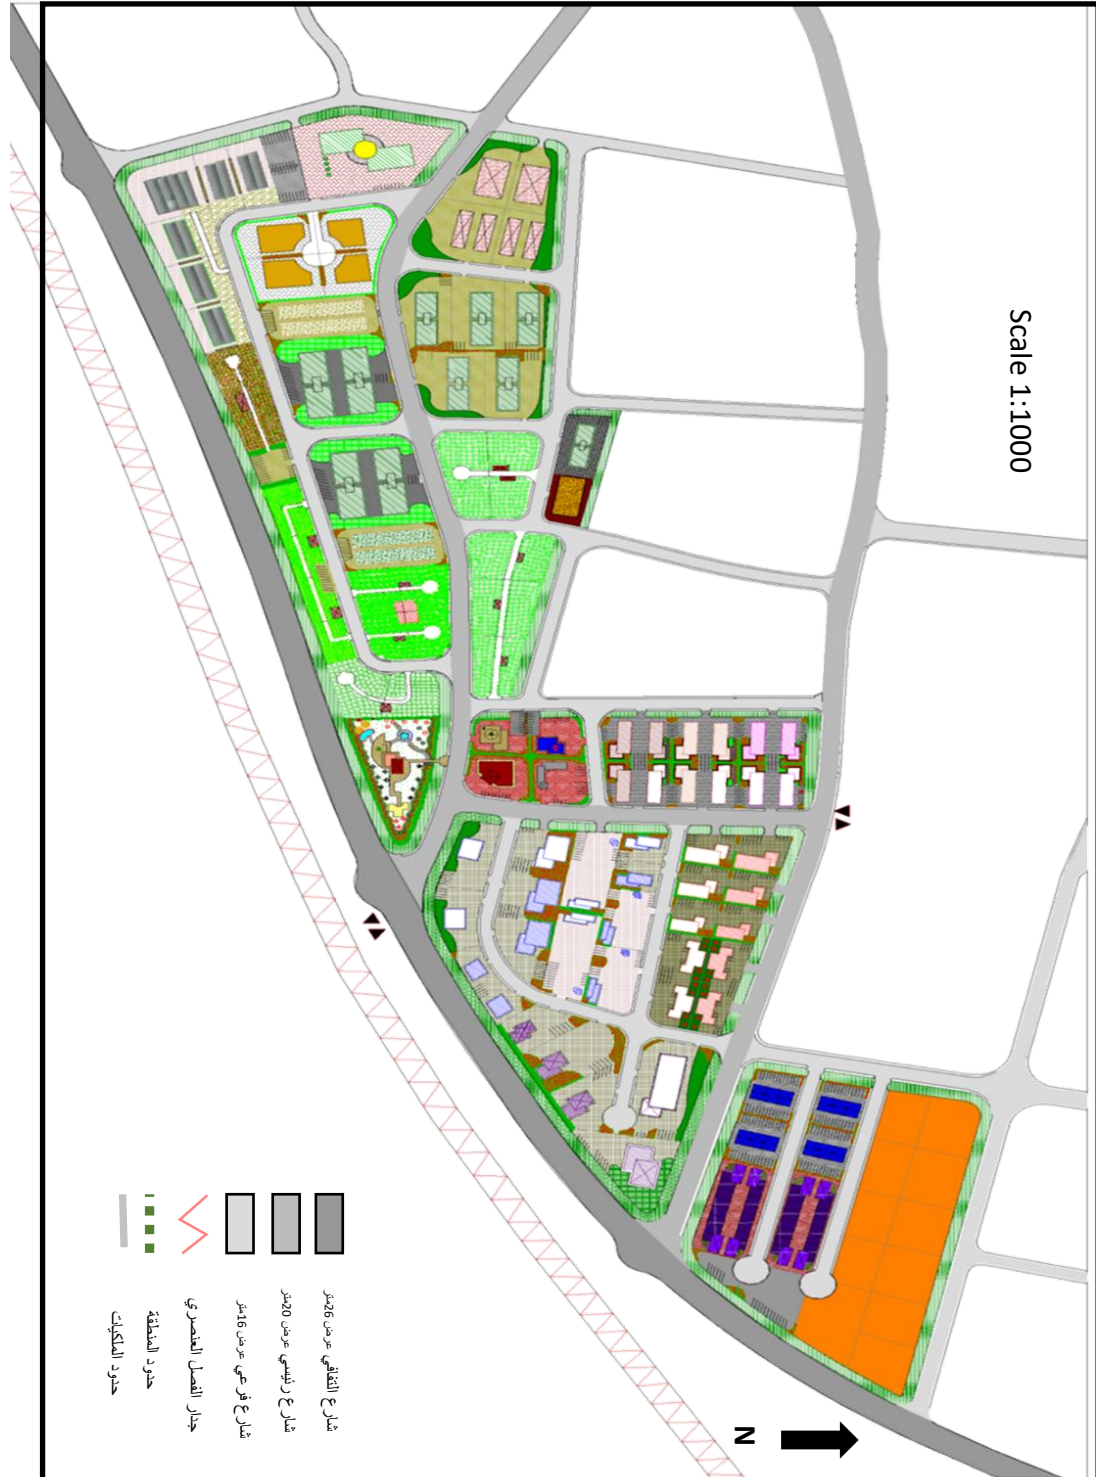 Scale 1:1000
شارع التفافي عرض 26متر
شارع رئيسي عرض 20متر
شارع فرعي عرض 16متر
جدار الفصل العنصري
حدود المنطقة
حدود الملكيات
N